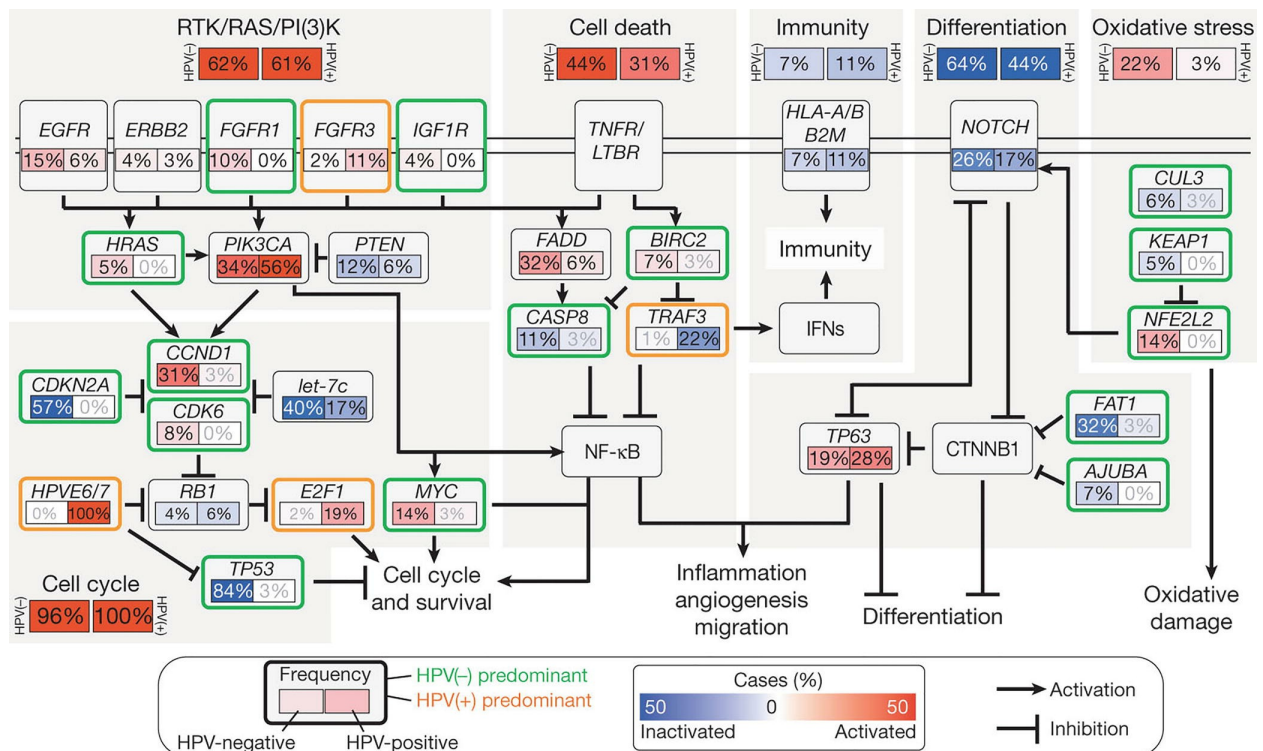 RTK/RAS/PI(3)K
HPV(−) 62% 61% HPV(+)
Cell death
HPV(−) 44% 31% HPV(+)
Immunity
HPV(−) 7% 11% HPV(+)
Differentiation
HPV(−) 64% 44% HPV(+)
Oxidative stress
HPV(−) 22% 3% HPV(+)
EGFR
15% 6%
ERBB2
4% 3%
FGFR1
10% 0%
FGFR3
2% 11%
IGF1R
4% 0%
TNFR/
LTBR
HLA-A/B
B2M
7% 11%
NOTCH
26% 17%
CUL3
6% 3%
HRAS
5% 0%
PIK3CA
34% 56%
PTEN
12% 6%
FADD
32% 6%
BIRC2
7% 3%
Immunity
KEAP1
5% 0%
CASP8
11% 3%
TRAF3
1% 22%
IFNs
NFE2L2
14% 0%
CCND1
31% 3%
CDKN2A
57% 0%
CDK6
8% 0%
let-7c
40% 17%
NF-κB
TP63
19% 28%
CTNNB1
FAT1
32% 3%
AJUBA
7% 0%
HPVE6/7
0% 100%
RB1
4% 6%
E2F1
2% 19%
MYC
14% 3%
TP53
84% 3%
Cell cycle
and survival
Inflammation
angiogenesis
migration
Differentiation
Oxidative
damage
Cell cycle
HPV(−) 96% 100% HPV(+)
Frequency
HPV(−) predominant
HPV(+) predominant
HPV-negative
HPV-positive
Cases (%)
50 0 50
Inactivated Activated
Activation
Inhibition